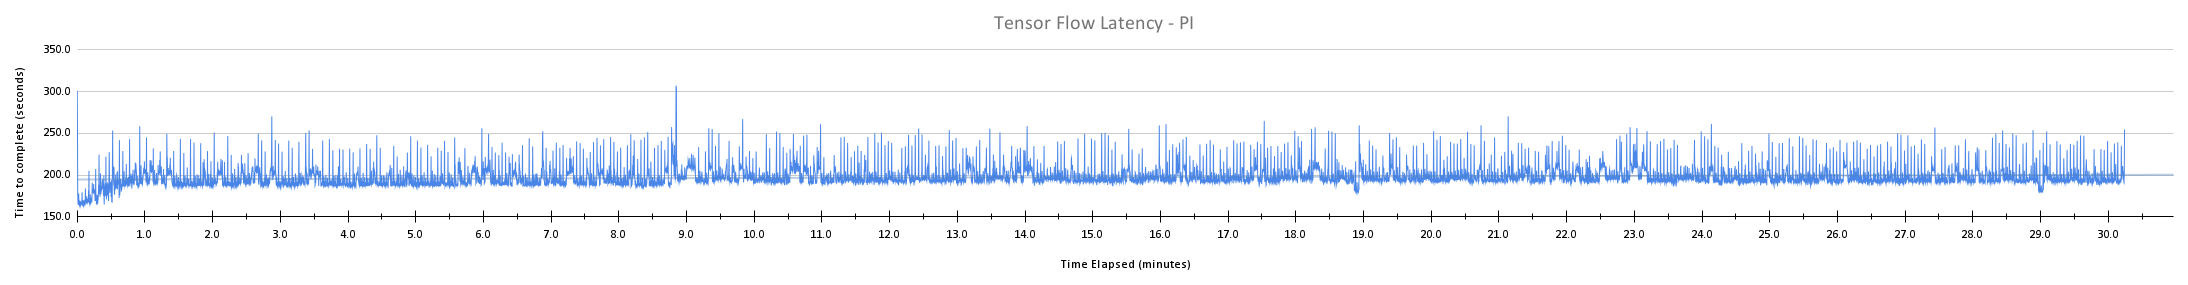 Tensor Flow Latency - PI
Time to complete (seconds)
350.0
300.0
250.0
200.0
150.0
0.0 1.0 2.0 3.0 4.0 5.0 6.0 7.0 8.0 9.0 10.0 11.0 12.0 13.0 14.0 15.0 16.0 17.0 18.0 19.0 20.0 21.0 22.0 23.0 24.0 25.0 26.0 27.0 28.0 29.0 30.0
Time Elapsed (minutes)